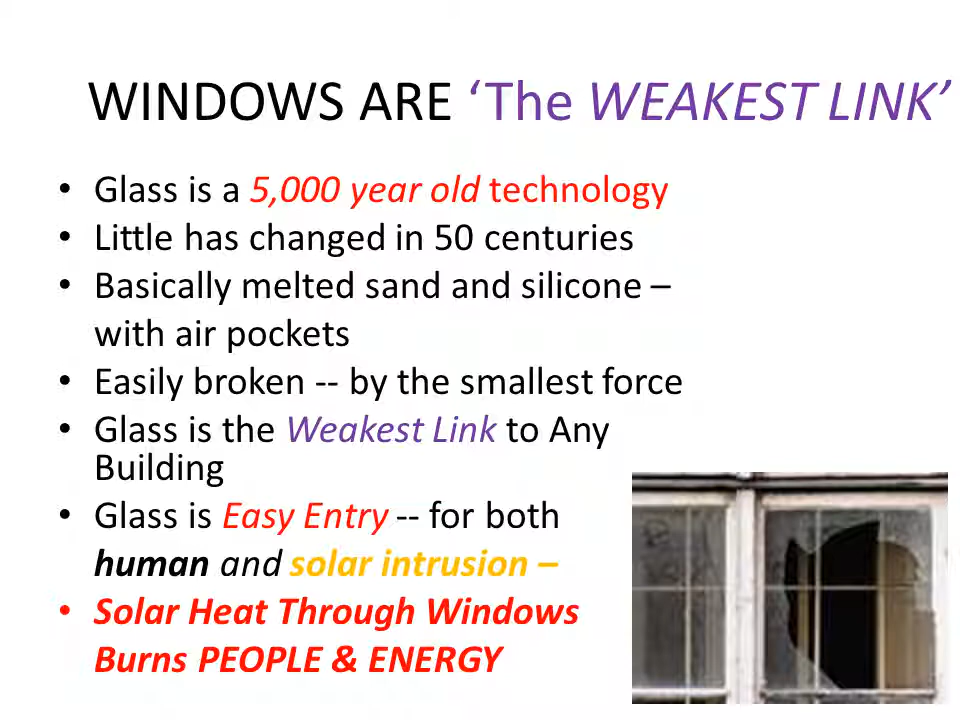 WINDOWS ARE ‘The WEAKEST LINK’
• Glass is a 5,000 year old technology
• Little has changed in 50 centuries
• Basically melted sand and silicone –
with air pockets
• Easily broken -- by the smallest force
• Glass is the Weakest Link to Any
Building
• Glass is Easy Entry -- for both
human and solar intrusion –
• Solar Heat Through Windows
Burns PEOPLE & ENERGY